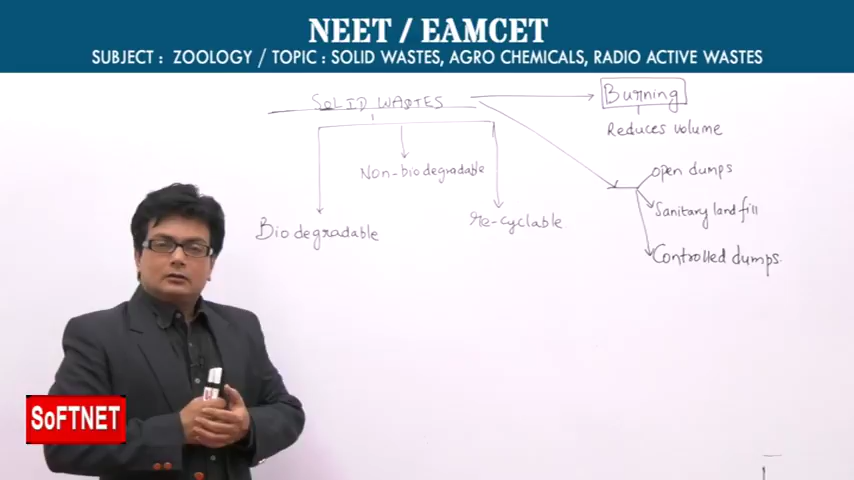 NEET / EAMCET
SUBJECT : ZOOLOGY / TOPIC : SOLID WASTES, AGRO CHEMICALS, RADIO ACTIVE WASTES
SOLID WASTES
Burning
Reduces volume
Non-biodegradable
open dumps
Sanitary land fill
Biodegradable
re-cyclable
Controlled dumps.
SoFTNET